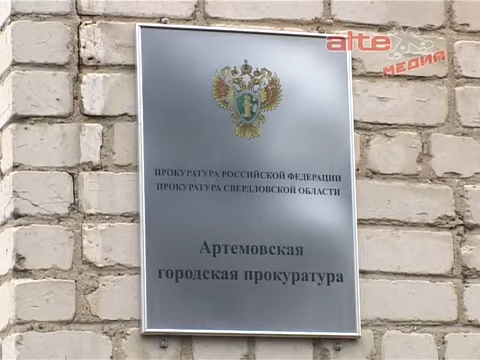 alte
МЕДИА
ПРОКУРАТУРА РОССИЙСКОЙ ФЕДЕРАЦИИ
ПРОКУРАТУРА СВЕРДЛОВСКОЙ ОБЛАСТИ
Артемовская
городская прокуратура